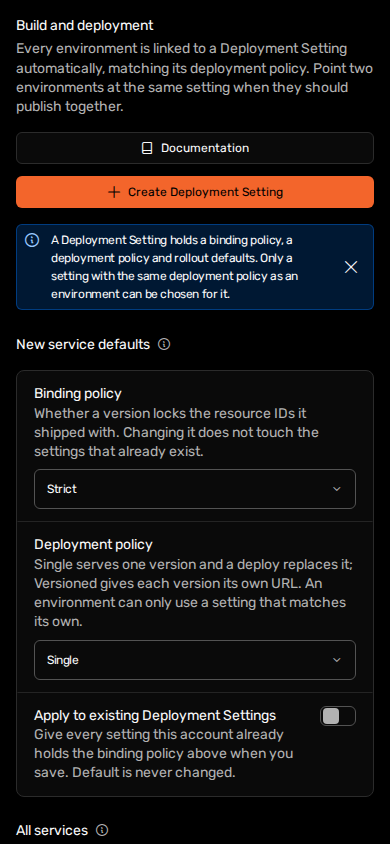 Build and deployment
Every environment is linked to a Deployment Setting
automatically, matching its deployment policy. Point two
environments at the same setting when they should
publish together.
Documentation
Create Deployment Setting
A Deployment Setting holds a binding policy, a
deployment policy and rollout defaults. Only a
setting with the same deployment policy as an
environment can be chosen for it.
New service defaults
Binding policy
Whether a version locks the resource IDs it
shipped with. Changing it does not touch the
settings that already exist.
Strict
Deployment policy
Single serves one version and a deploy replaces it;
Versioned gives each version its own URL. An
environment can only use a setting that matches
its own.
Single
Apply to existing Deployment Settings
Give every setting this account already
holds the binding policy above when you
save. Default is never changed.
All services